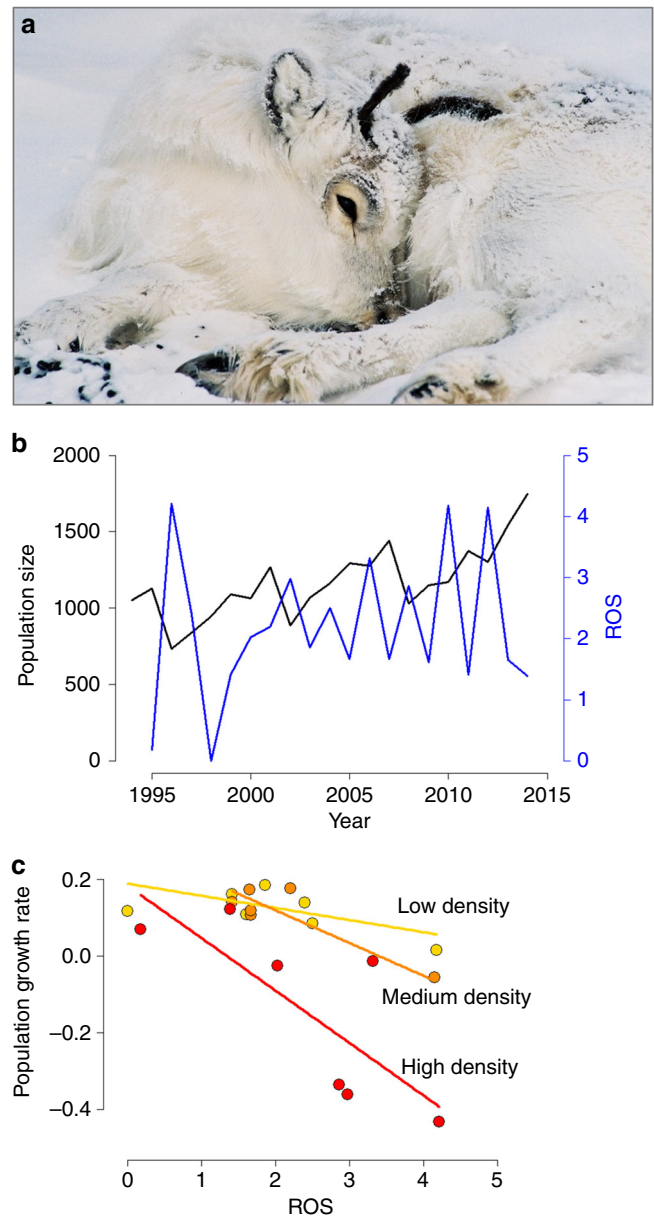 a
b
2000
1500
1000
500
0
Population size
5
4
3
2
1
0
ROS
1995
2000
2005
2010
2015
Year
c
0.2
0.0
−0.2
−0.4
Population growth rate
Low density
Medium density
High density
0
1
2
3
4
5
ROS